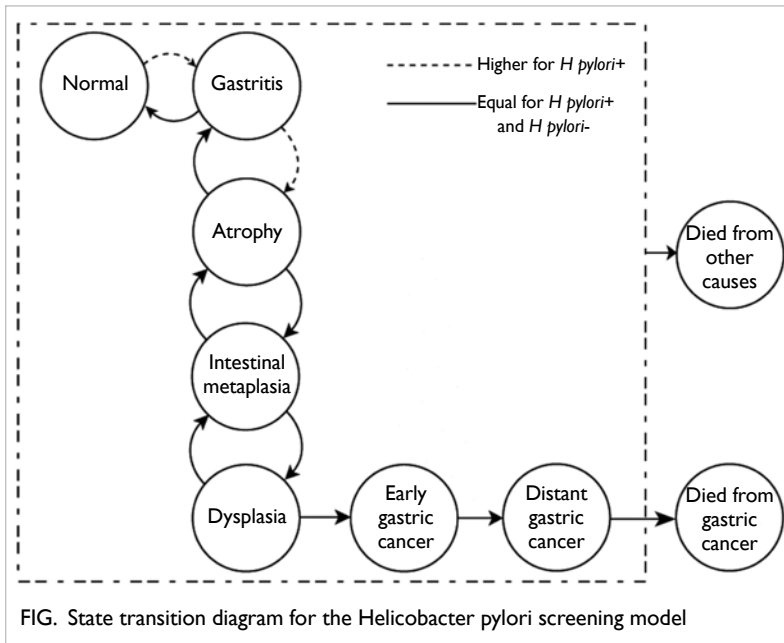 Normal
Gastritis
Higher for H pylori+
Equal for H pylori+
and H pylori-
Atrophy
Died from
other
causes
Intestinal
metaplasia
Dysplasia
Early
gastric
cancer
Distant
gastric
cancer
Died from
gastric
cancer
FIG. State transition diagram for the Helicobacter pylori screening model